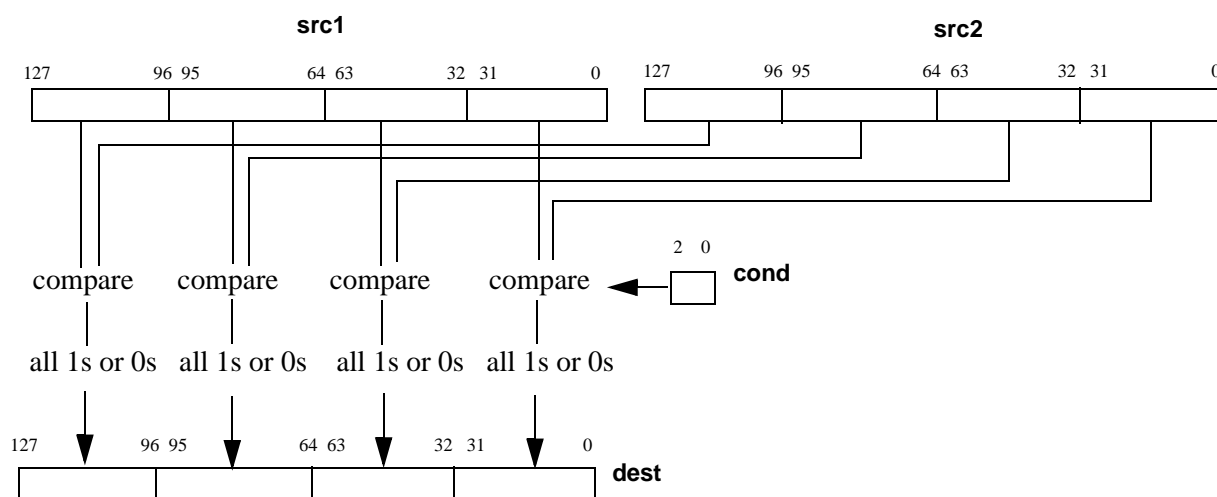 src1 src2
127 96 95 64 63 32 31 0 127 96 95 64 63 32 31 0
2 0
compare compare compare compare cond
all 1s or 0s all 1s or 0s all 1s or 0s all 1s or 0s
127 96 95 64 63 32 31 0
dest